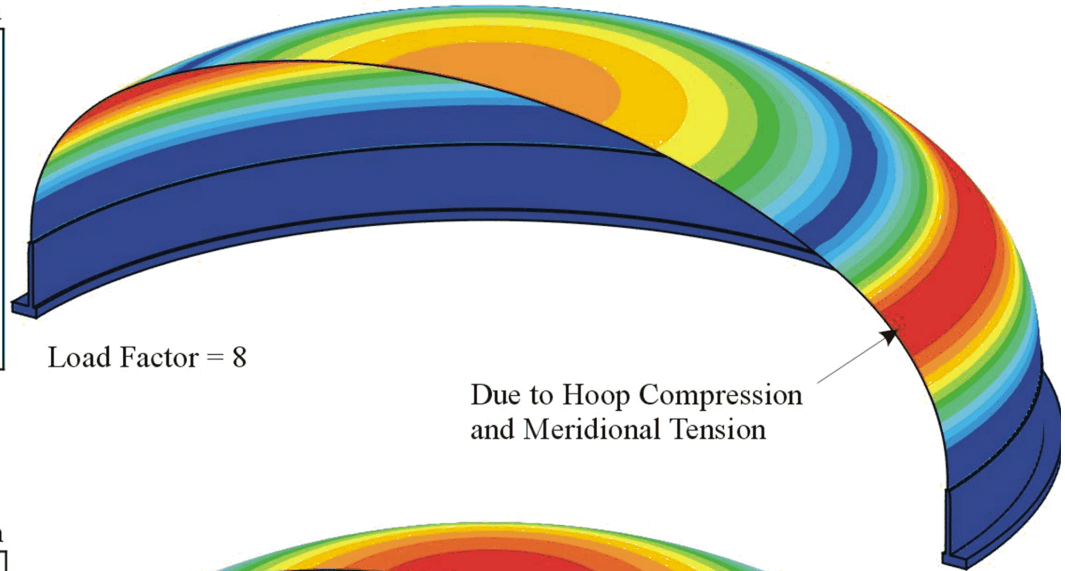 Load Factor = 8
Due to Hoop Compression
and Meridional Tension